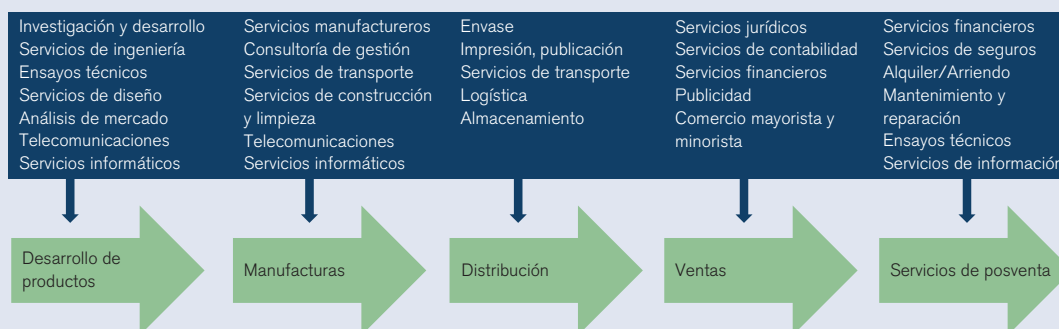 Investigación y desarrollo
Servicios de ingeniería
Ensayos técnicos
Servicios de diseño
Análisis de mercado
Telecomunicaciones
Servicios informáticos
Servicios manufactureros
Consultoría de gestión
Servicios de transporte
Servicios de construcción
y limpieza
Telecomunicaciones
Servicios informáticos
Envase
Impresión, publicación
Servicios de transporte
Logística
Almacenamiento
Servicios jurídicos
Servicios de contabilidad
Servicios financieros
Publicidad
Comercio mayorista y
minorista
Servicios financieros
Servicios de seguros
Alquiler/Arriendo
Mantenimiento y
reparación
Ensayos técnicos
Servicios de información
Desarrollo de
productos
Manufacturas
Distribución
Ventas
Servicios de posventa